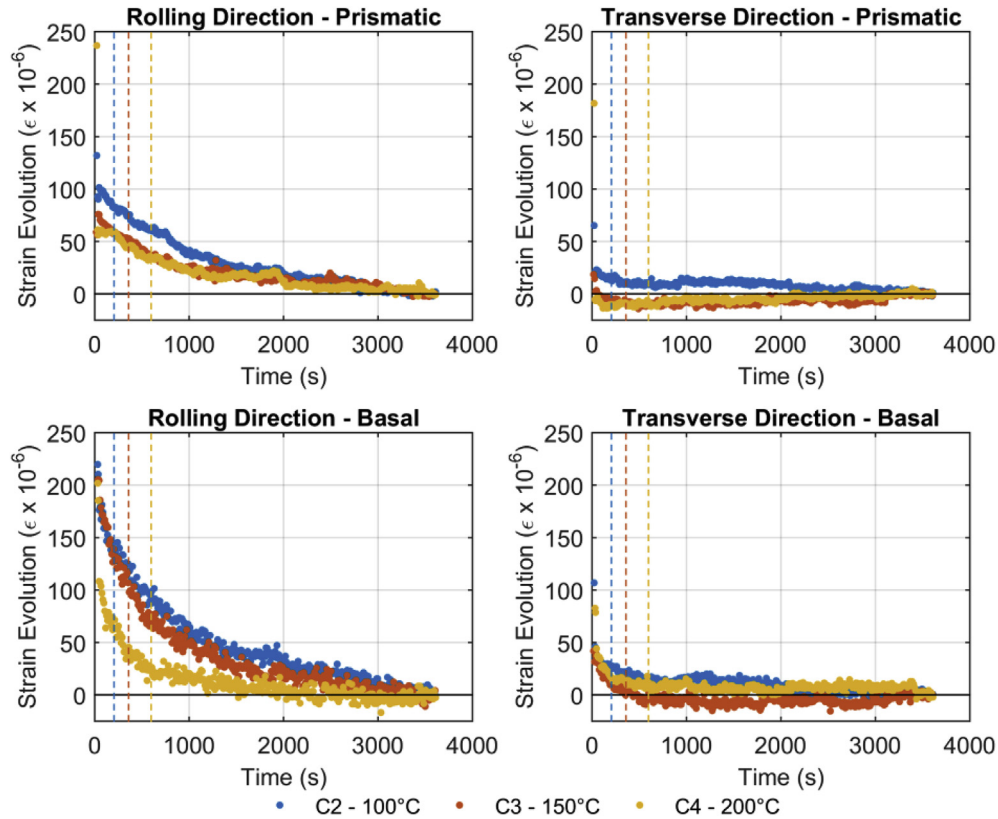 Rolling Direction - Prismatic
Strain Evolution (ϵ x 10⁻⁶)
250
200
150
100
50
0
0 1000 2000 3000 4000
Time (s)
Transverse Direction - Prismatic
Strain Evolution (ϵ x 10⁻⁶)
250
200
150
100
50
0
0 1000 2000 3000 4000
Time (s)
Rolling Direction - Basal
Strain Evolution (ϵ x 10⁻⁶)
250
200
150
100
50
0
0 1000 2000 3000 4000
Time (s)
Transverse Direction - Basal
Strain Evolution (ϵ x 10⁻⁶)
250
200
150
100
50
0
0 1000 2000 3000 4000
Time (s)
C2 - 100°C C3 - 150°C C4 - 200°C